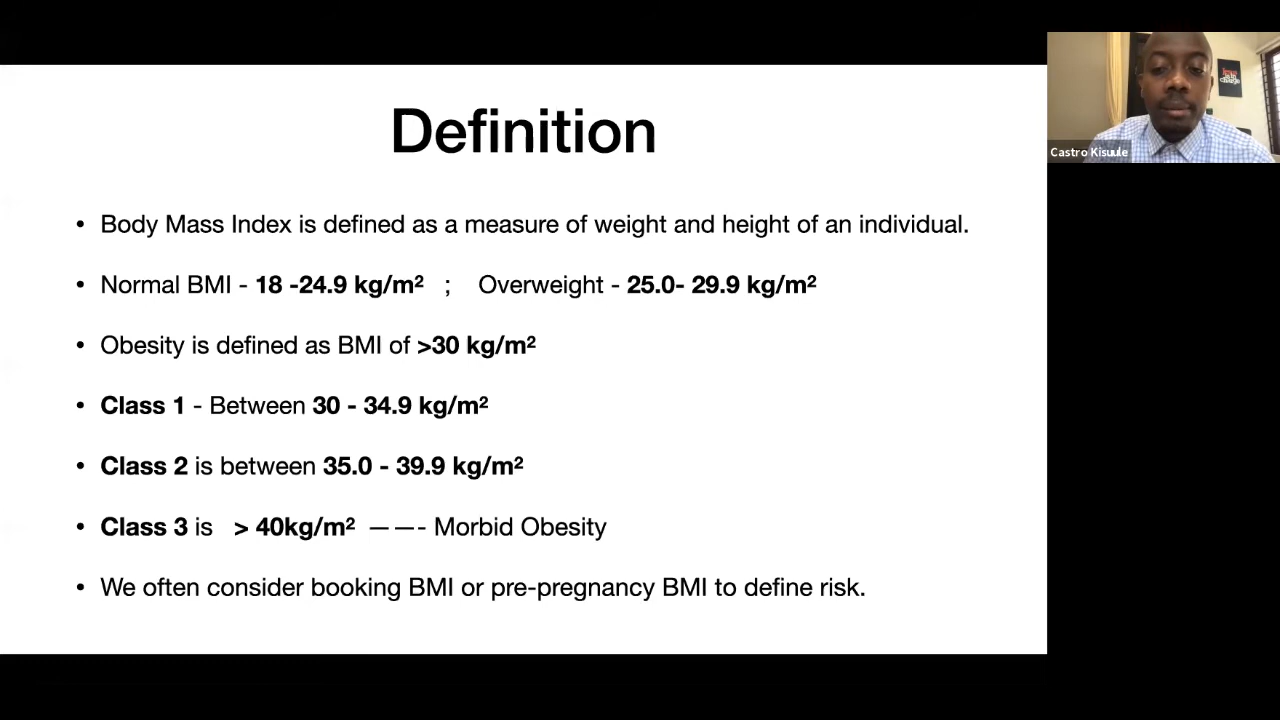 Definition
• Body Mass Index is defined as a measure of weight and height of an individual.
• Normal BMI - 18 -24.9 kg/m² ; Overweight - 25.0- 29.9 kg/m²
• Obesity is defined as BMI of >30 kg/m²
• Class 1 - Between 30 - 34.9 kg/m²
• Class 2 is between 35.0 - 39.9 kg/m²
• Class 3 is > 40kg/m² ——- Morbid Obesity
• We often consider booking BMI or pre-pregnancy BMI to define risk.
Castro Kisuule